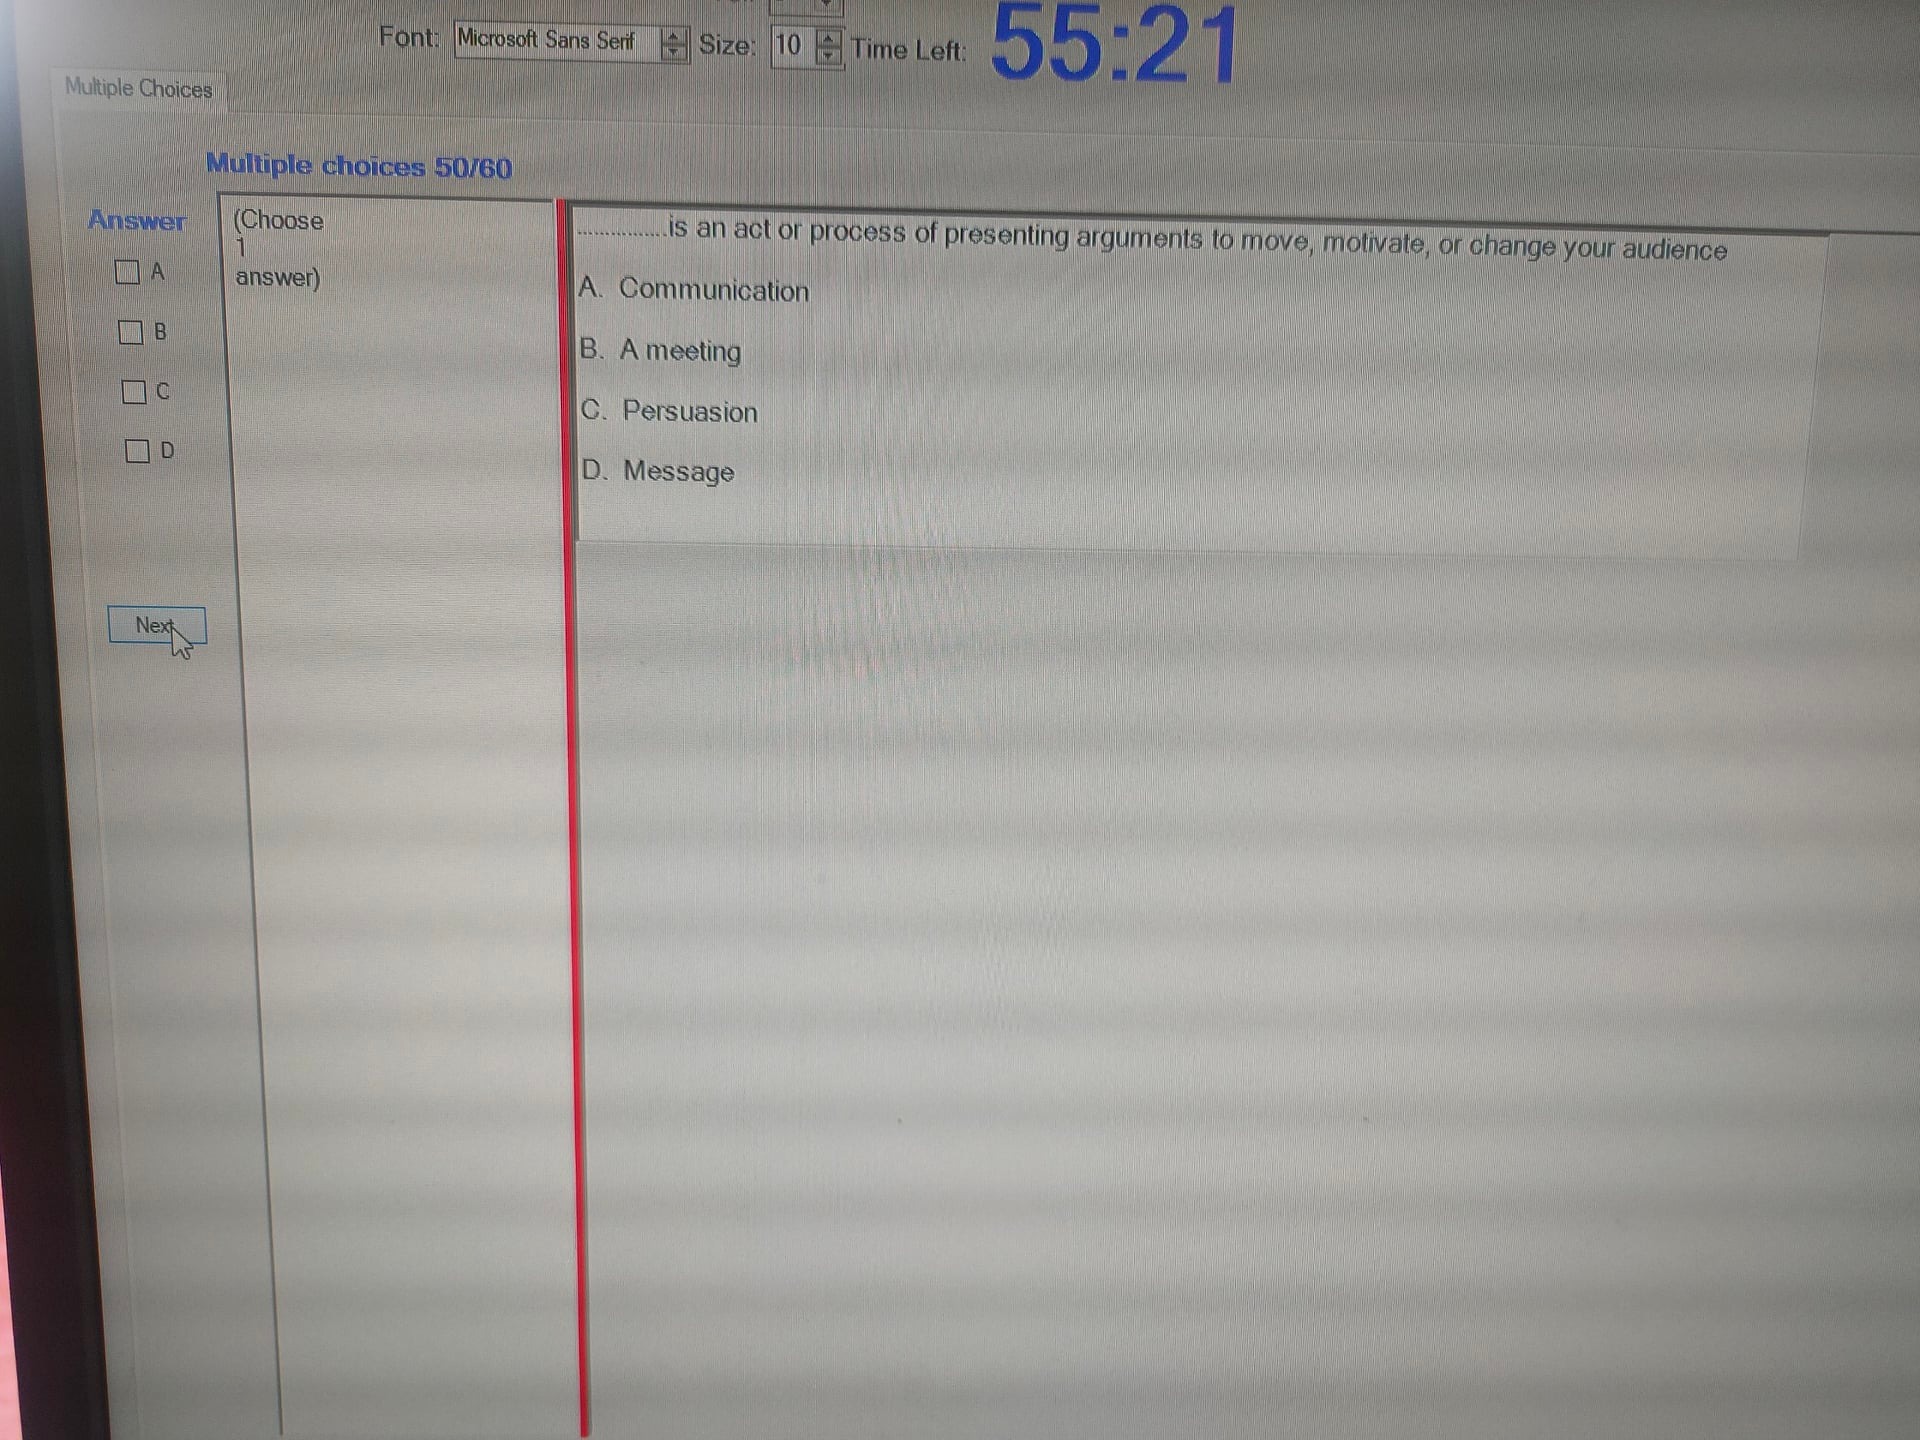 Font: Microsoft Sans Serif Size: 10 Time Left: 55:21
Multiple Choices
Multiple choices 50/60
Answer
A
B
C
D
Next
(Choose
1
answer)
................is an act or process of presenting arguments to move, motivate, or change your audience
A. Communication
B. A meeting
C. Persuasion
D. Message